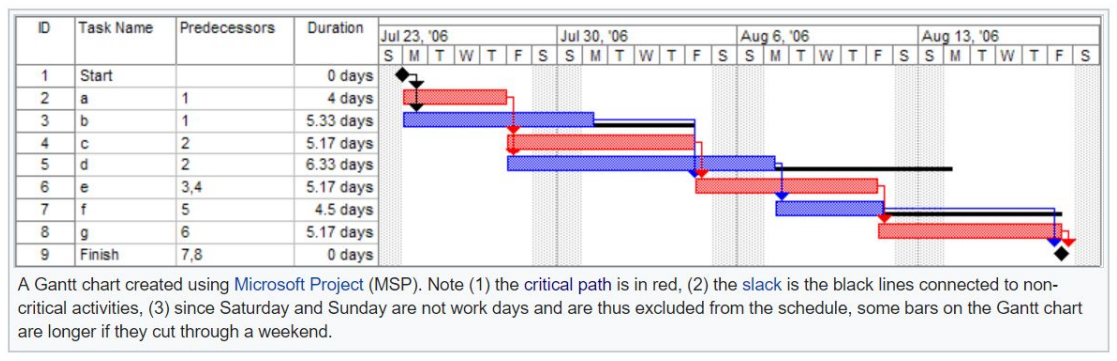 ID Task Name Predecessors Duration
Jul 23, '06 Jul 30, '06 Aug 6, '06 Aug 13, '06
S M T W T F S S M T W T F S S M T W T F S S M T W T F S
1 Start 0 days
2 a 1 4 days
3 b 1 5.33 days
4 c 2 5.17 days
5 d 2 6.33 days
6 e 3,4 5.17 days
7 f 5 4.5 days
8 g 6 5.17 days
9 Finish 7,8 0 days
A Gantt chart created using Microsoft Project (MSP). Note (1) the critical path is in red, (2) the slack is the black lines connected to non-
critical activities, (3) since Saturday and Sunday are not work days and are thus excluded from the schedule, some bars on the Gantt chart
are longer if they cut through a weekend.